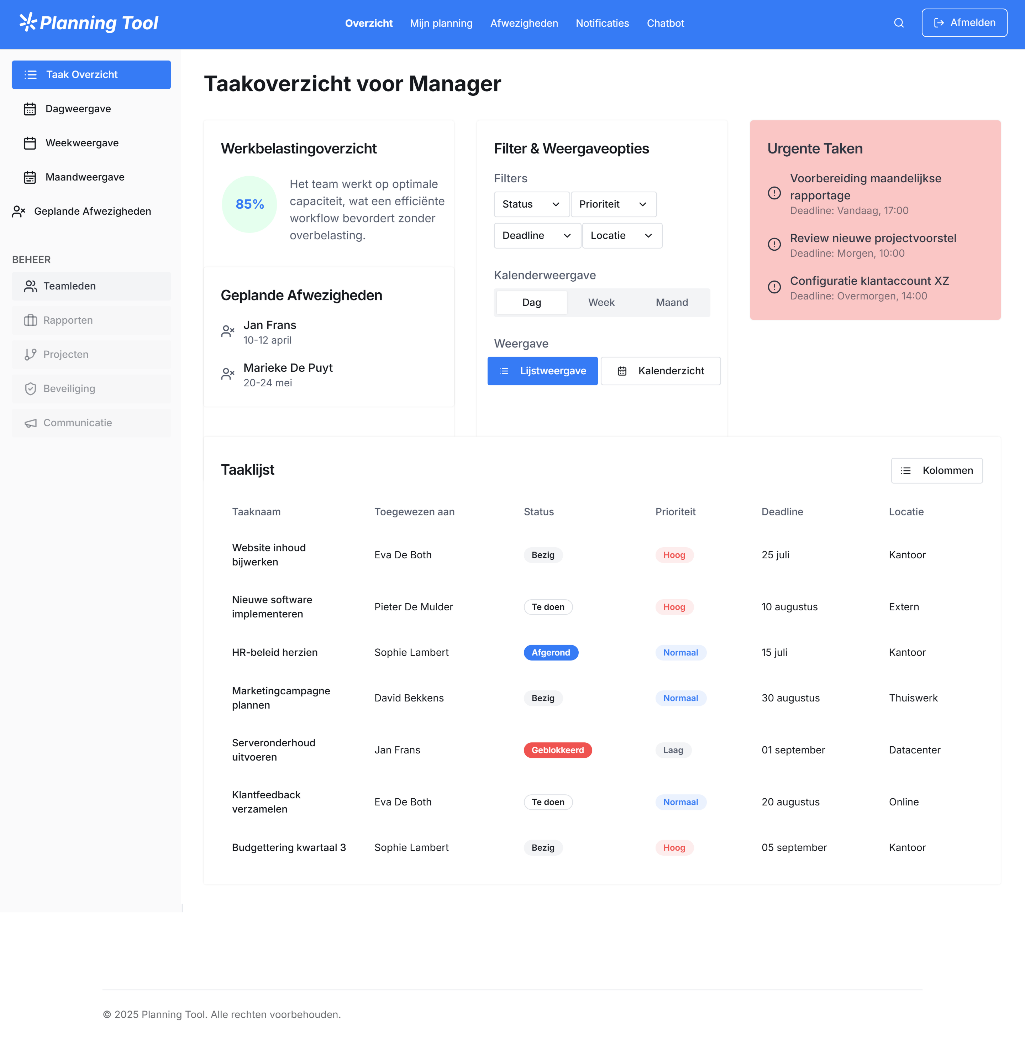 Planning Tool
Overzicht
Mijn planning
Afwezigheden
Notificaties
Chatbot
Afmelden
Taak Overzicht
Dagweergave
Weekweergave
Maandweergave
Geplande Afwezigheden
BEHEER
Teamleden
Rapporten
Projecten
Beveiliging
Communicatie
Taakoverzicht voor Manager
Werkbelastingoverzicht
85%
Het team werkt op optimale
capaciteit, wat een efficiënte
workflow bevordert zonder
overbelasting.
Geplande Afwezigheden
Jan Frans
10-12 april
Marieke De Puyt
20-24 mei
Filter & Weergaveopties
Filters
Status
Prioriteit
Deadline
Locatie
Kalenderweergave
Dag
Week
Maand
Weergave
Lijstweergave
Kalenderzicht
Urgente Taken
Voorbereiding maandelijkse
rapportage
Deadline: Vandaag, 17:00
Review nieuwe projectvoorstel
Deadline: Morgen, 10:00
Configuratie klantaccount XZ
Deadline: Overmorgen, 14:00
Taaklijst
Kolommen
Taaknaam Toegewezen aan Status Prioriteit Deadline Locatie
Website inhoud
bijwerken
Eva De Both Bezig Hoog 25 juli Kantoor
Nieuwe software
implementeren
Pieter De Mulder Te doen Hoog 10 augustus Extern
HR-beleid herzien Sophie Lambert Afgerond Normaal 15 juli Kantoor
Marketingcampagne
plannen
David Bekkens Bezig Normaal 30 augustus Thuiswerk
Serveronderhoud
uitvoeren
Jan Frans Geblokkeerd Laag 01 september Datacenter
Klantfeedback
verzamelen
Eva De Both Te doen Normaal 20 augustus Online
Budgettering kwartaal 3 Sophie Lambert Bezig Hoog 05 september Kantoor
© 2025 Planning Tool. Alle rechten voorbehouden.